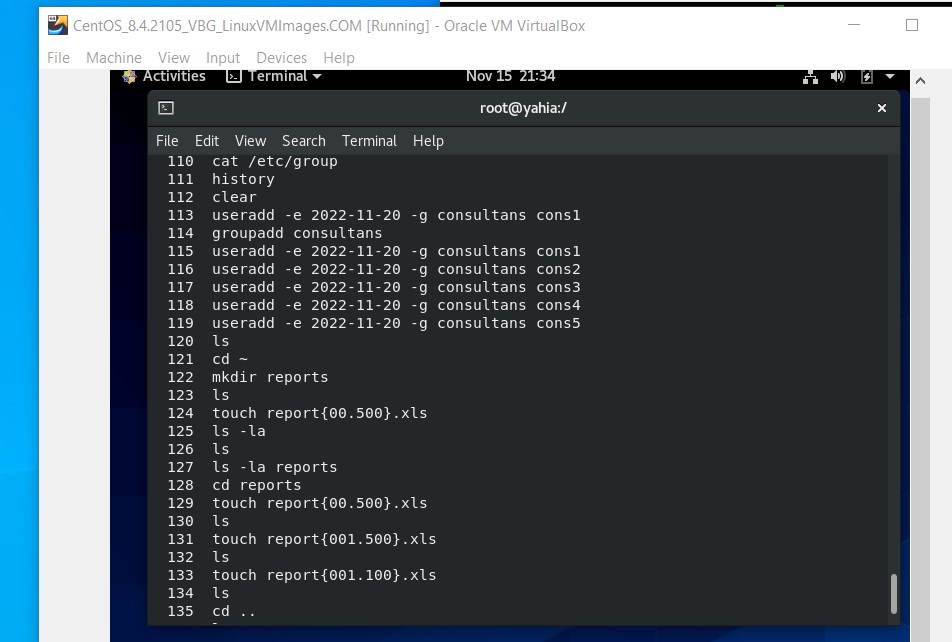 CentOS_8.4.2105_VBG_LinuxVMImages.COM [Running] - Oracle VM VirtualBox
File Machine View Input Devices Help
Activities Terminal Nov 15 21:34
root@yahia:/
File Edit View Search Terminal Help
110 cat /etc/group
111 history
112 clear
113 useradd -e 2022-11-20 -g consultans cons1
114 groupadd consultans
115 useradd -e 2022-11-20 -g consultans cons1
116 useradd -e 2022-11-20 -g consultans cons2
117 useradd -e 2022-11-20 -g consultans cons3
118 useradd -e 2022-11-20 -g consultans cons4
119 useradd -e 2022-11-20 -g consultans cons5
120 ls
121 cd ~
122 mkdir reports
123 ls
124 touch report{00.500}.xls
125 ls -la
126 ls
127 ls -la reports
128 cd reports
129 touch report{00.500}.xls
130 ls
131 touch report{001.500}.xls
132 ls
133 touch report{001.100}.xls
134 ls
135 cd ..